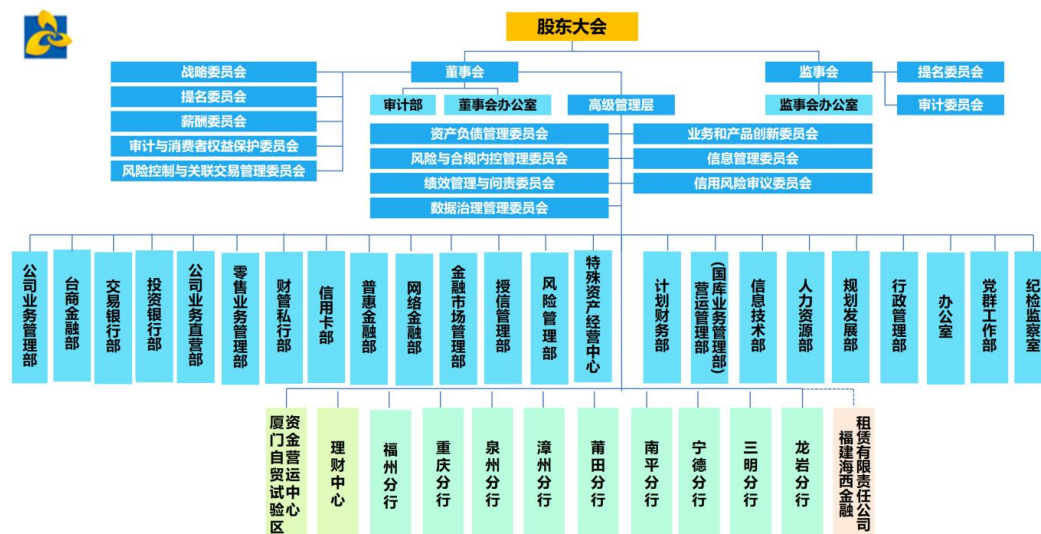 股东大会
战略委员会
董事会
监事会
提名委员会
提名委员会
审计部
董事会办公室
高级管理层
监事会办公室
审计委员会
薪酬委员会
资产负债管理委员会
业务和产品创新委员会
审计与消费者权益保护委员会
风险与合规内控管理委员会
信息管理委员会
风险控制与关联交易管理委员会
绩效管理与问责委员会
信用风险审议委员会
数据治理管理委员会
公司业务管理部
台商金融部
交易银行部
投资银行部
公司业务直营部
零售业务管理部
财管私行部
信用卡部
普惠金融部
网络金融部
金融市场管理部
授信管理部
风险管理部
特殊资产经营中心
计划财务部
营运管理部
(国库业务管理部)
信息技术部
人力资源部
规划发展部
行政管理部
办公室
党群工作部
纪检监察室
厦门自贸试验区
资金营运中心
理财中心
福州分行
重庆分行
泉州分行
漳州分行
莆田分行
南平分行
宁德分行
三明分行
龙岩分行
福建海西金融
租赁有限责任公司